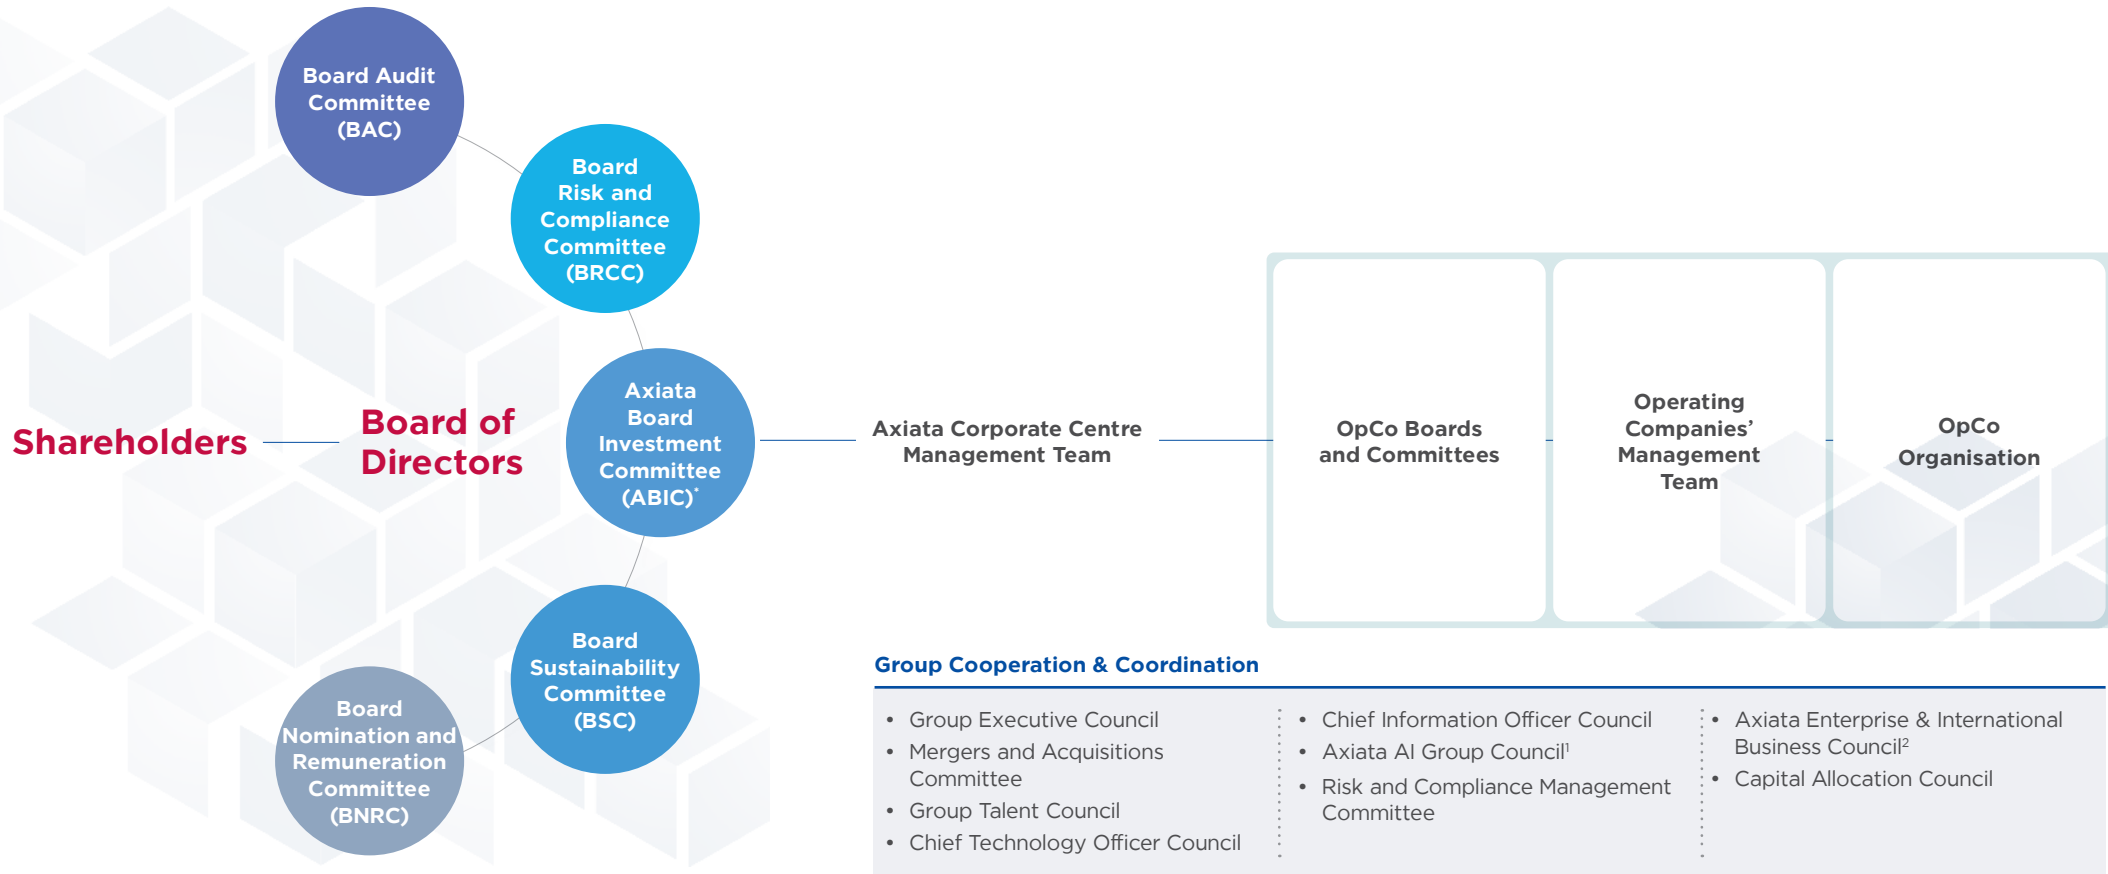 Board Audit
Committee
(BAC)
Board
Risk and
Compliance
Committee
(BRCC)
Axiata
Board
Investment
Committee
(ABIC)*
Board
Sustainability
Committee
(BSC)
Board
Nomination and
Remuneration
Committee
(BNRC)
Shareholders
Board of
Directors
Axiata Corporate Centre
Management Team
OpCo Boards
and Committees
Operating
Companies’
Management
Team
OpCo
Organisation
Group Cooperation & Coordination
• Group Executive Council
• Mergers and Acquisitions
Committee
• Group Talent Council
• Chief Technology Officer Council
• Chief Information Officer Council
• Axiata AI Group Council¹
• Risk and Compliance Management
Committee
• Axiata Enterprise & International
Business Council²
• Capital Allocation Council